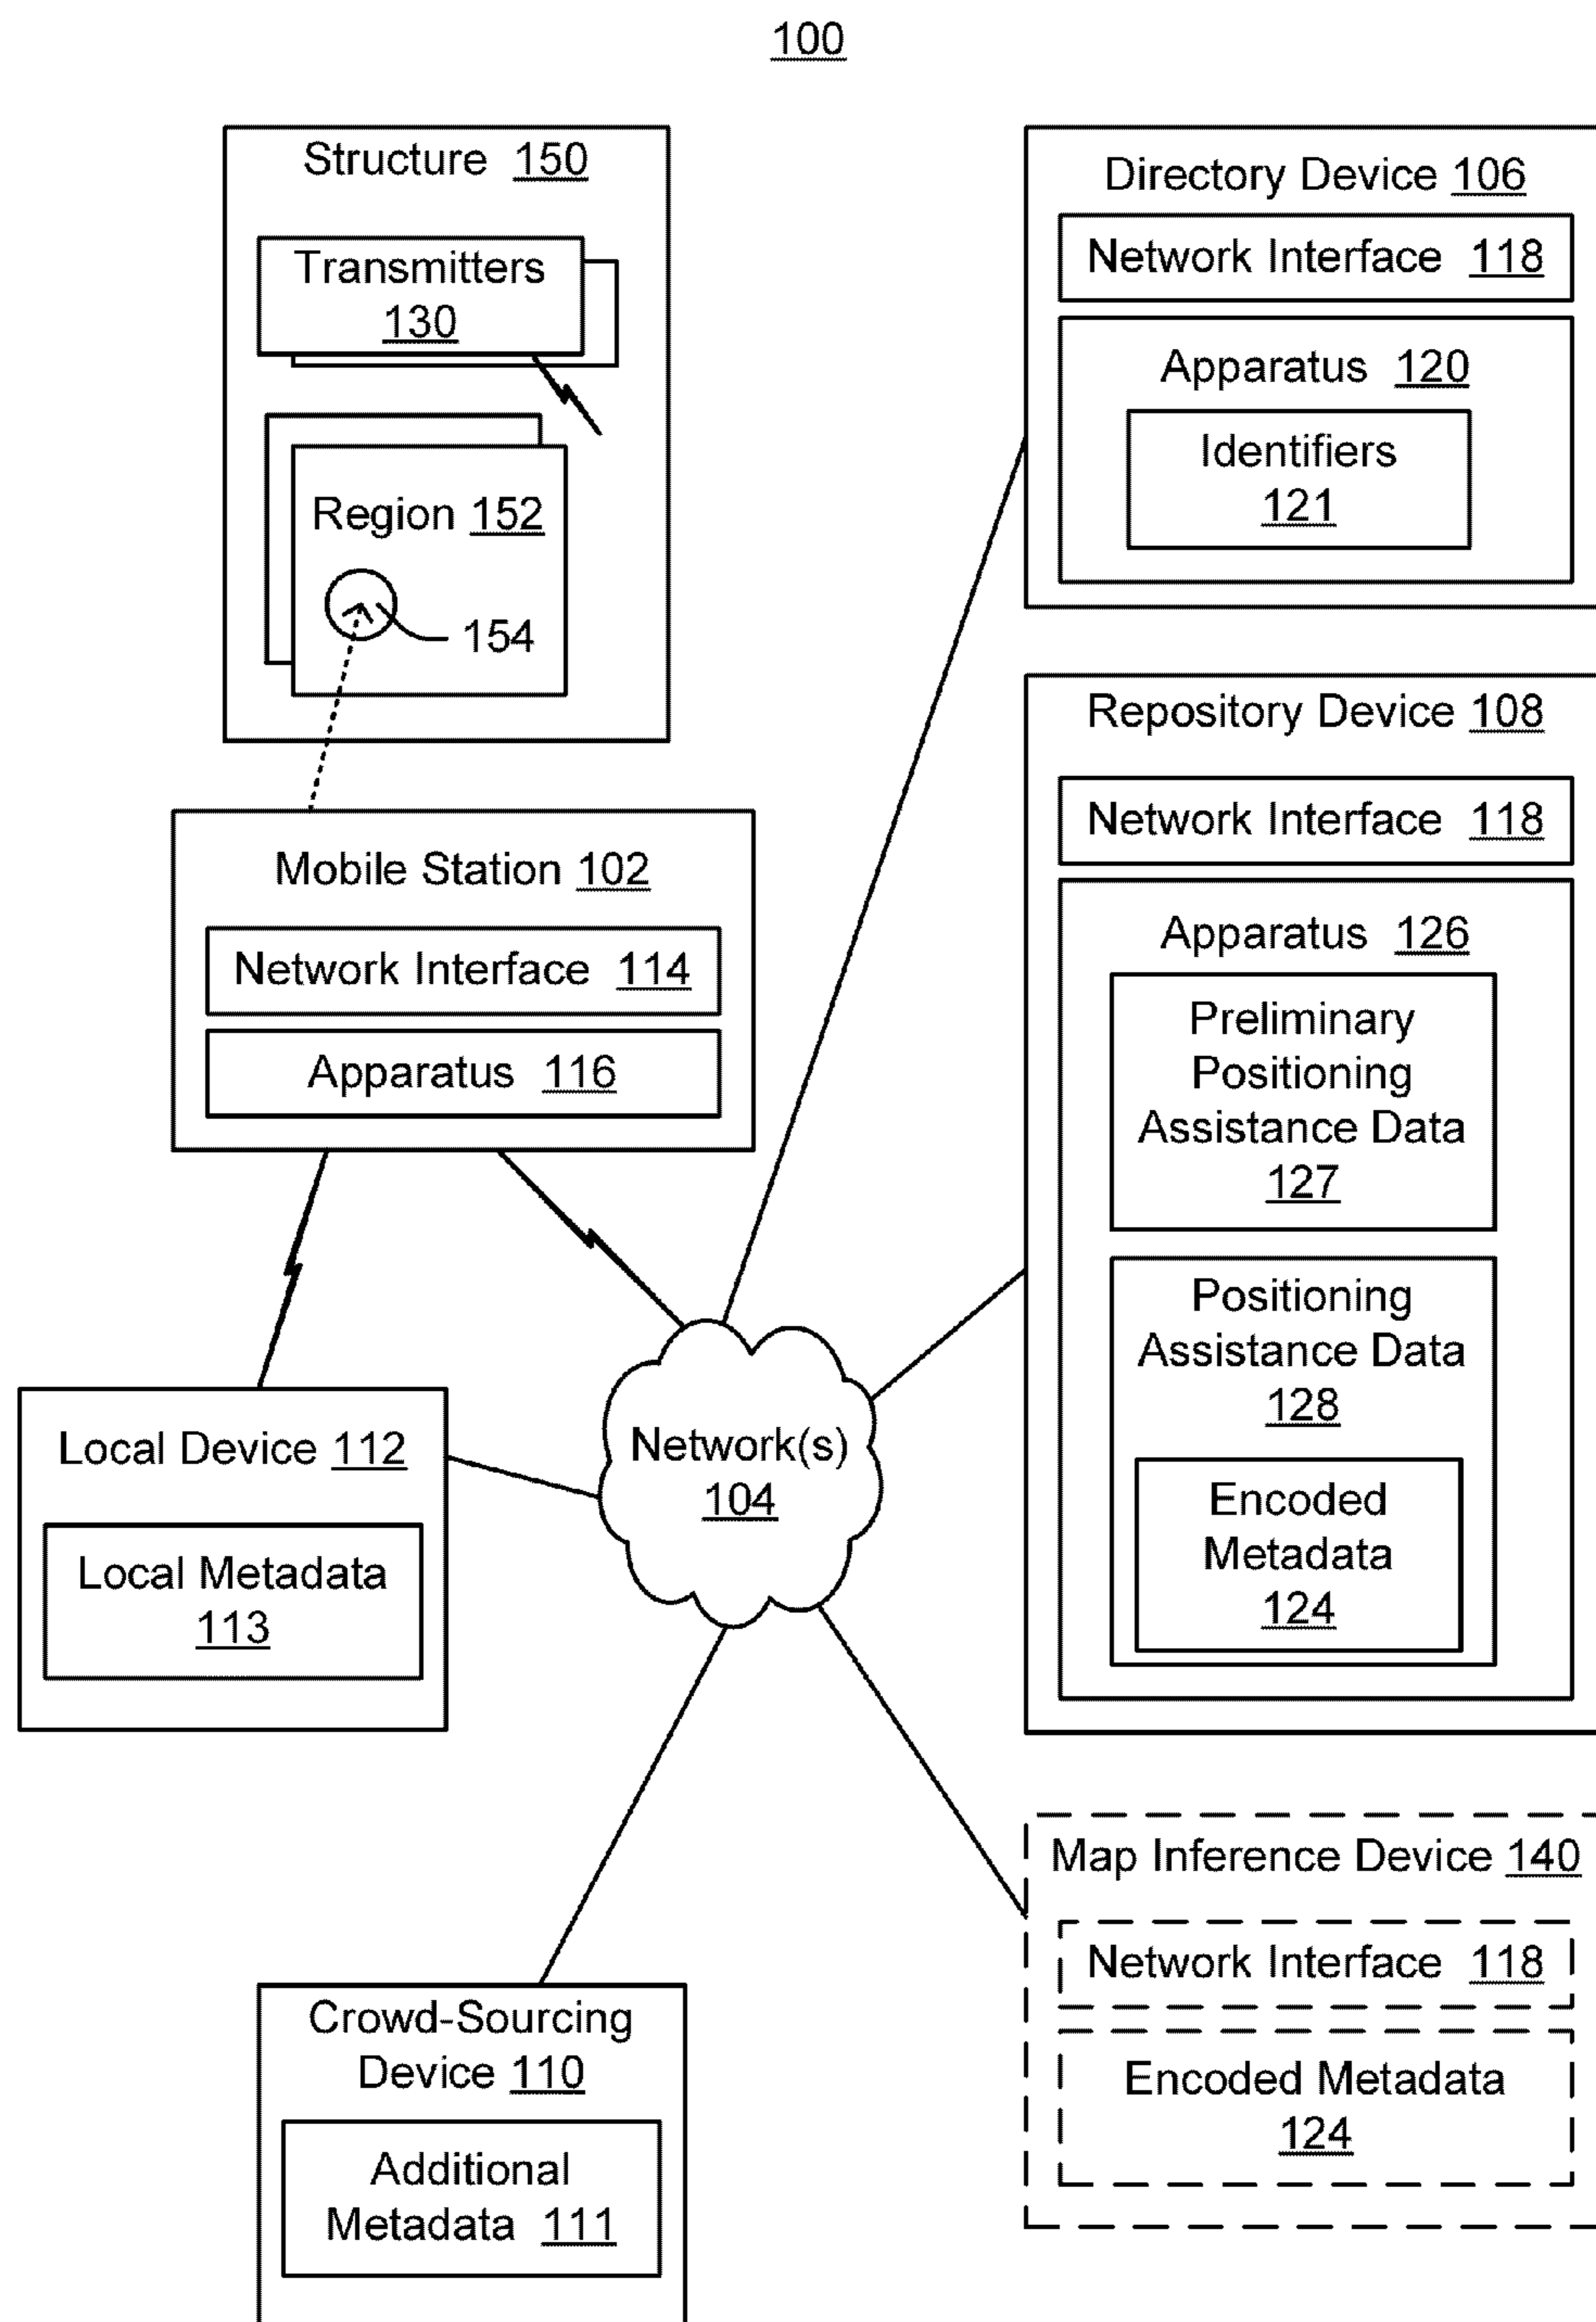 100
Structure 150
Transmitters
130
Region 152
154
Mobile Station 102
Network Interface 114
Apparatus 116
Local Device 112
Local Metadata
113
Network(s)
104
Crowd-Sourcing
Device 110
Additional
Metadata 111
Directory Device 106
Network Interface 118
Apparatus 120
Identifiers
121
Repository Device 108
Network Interface 118
Apparatus 126
Preliminary
Positioning
Assistance Data
127
Positioning
Assistance Data
128
Encoded
Metadata
124
Map Inference Device 140
Network Interface 118
Encoded Metadata
124